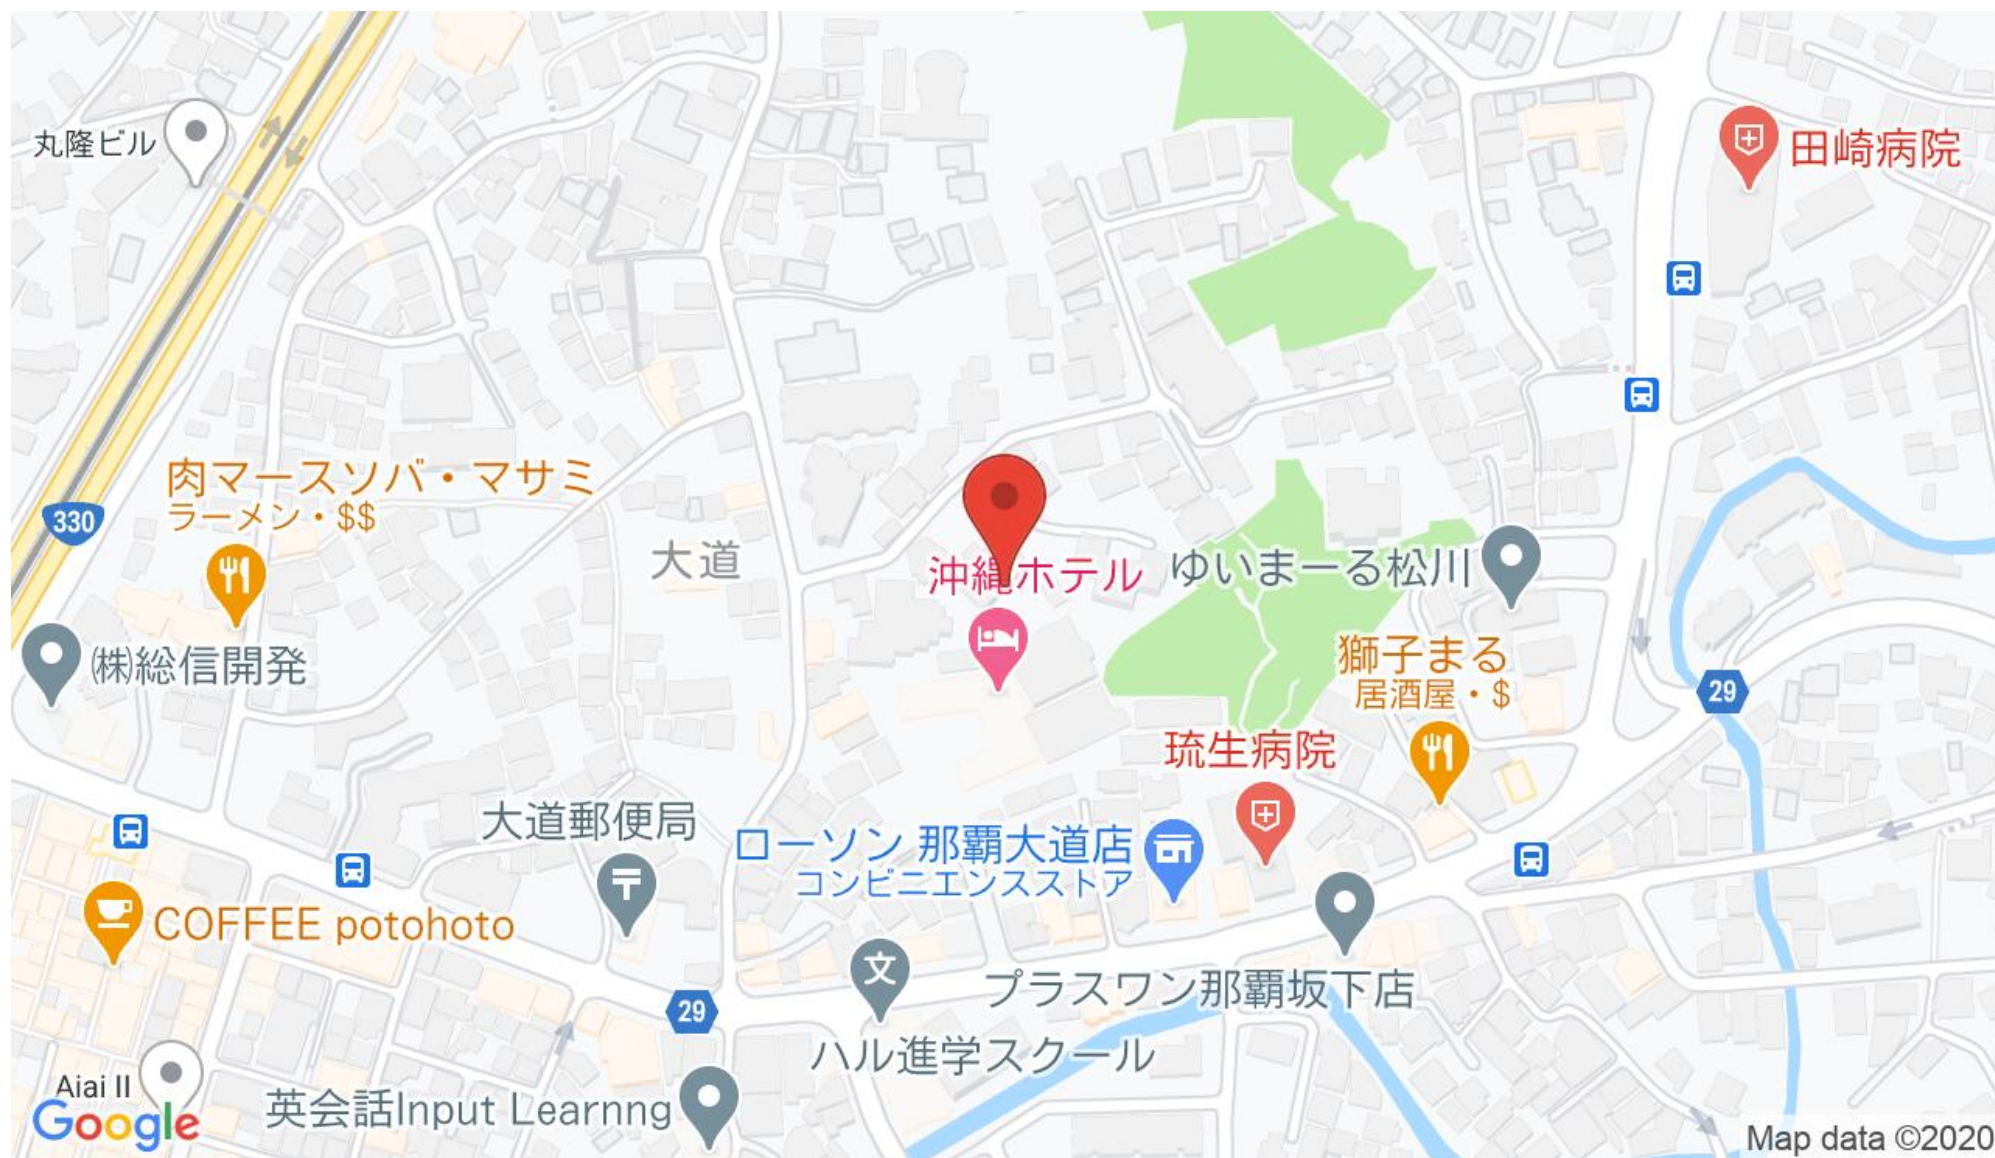 丸隆ビル
田崎病院
肉マースソバ・マサミ
ラーメン・$$
330
大道
沖縄ホテル
ゆいまーる松川
㈱総信開発
獅子まる
居酒屋・$
29
琉生病院
大道郵便局
ローソン 那覇大道店
コンビニエンスストア
COFFEE potohoto
文
プラスワン那覇坂下店
29
ハル進学スクール
Aiai II
英会話Input Learnng
Google
Map data ©2020